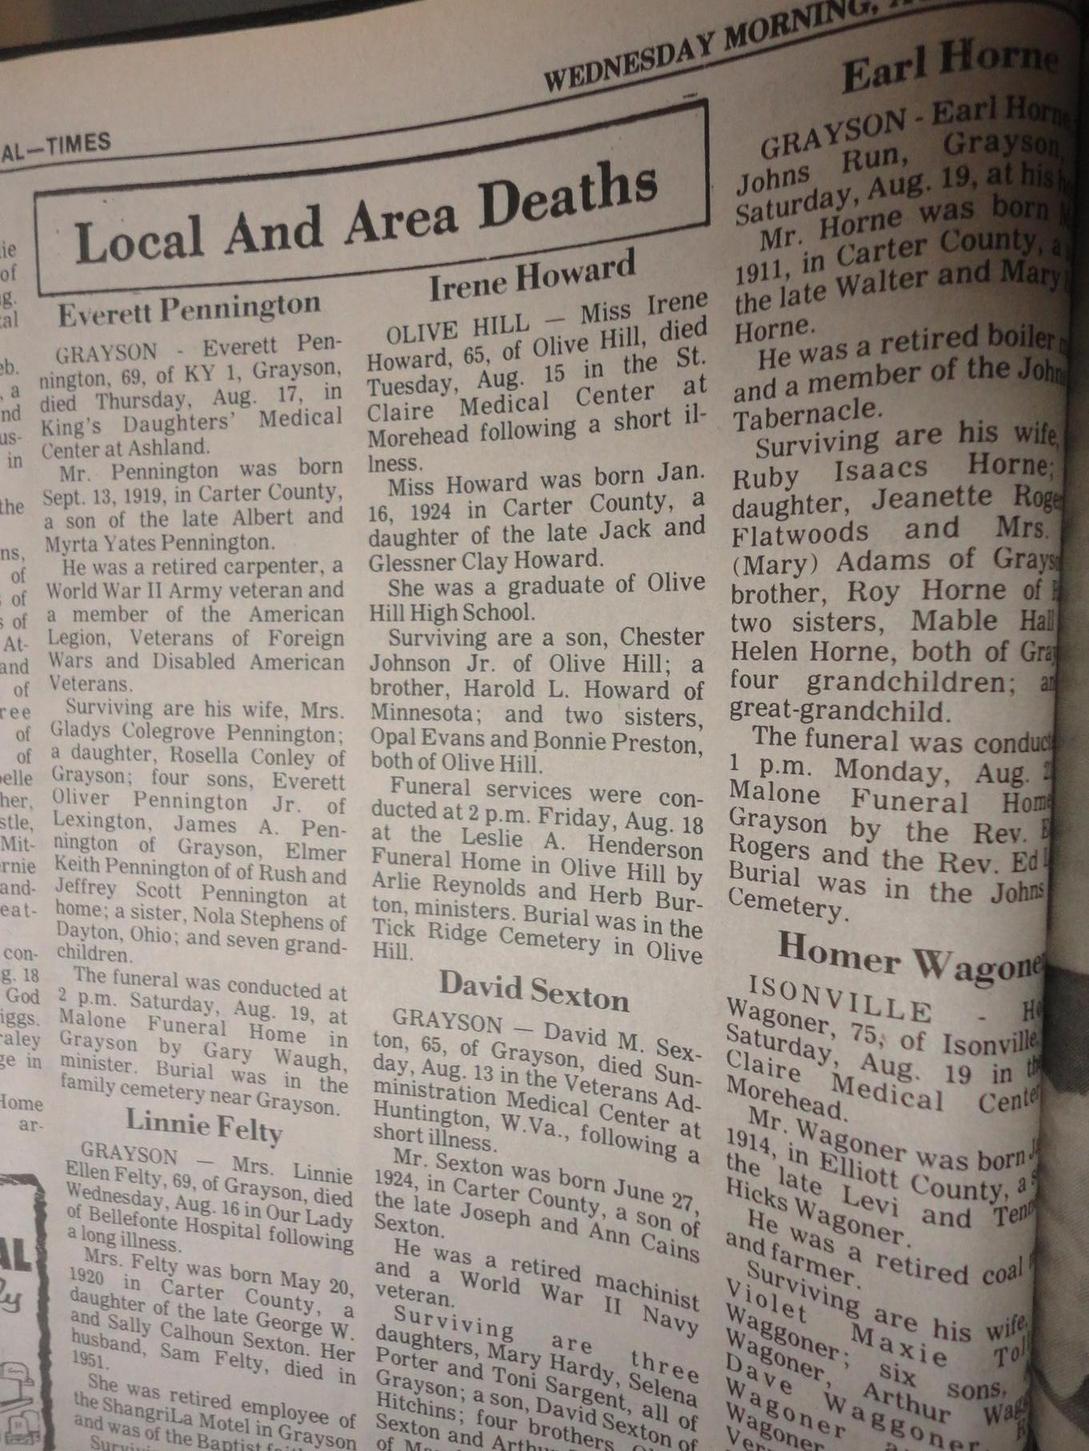 WEDNESDAY MORNING,
AL—TIMES
Local And Area Deaths
Everett Pennington
GRAYSON - Everett Pen-
nington, 69, of KY 1, Grayson,
died Thursday, Aug. 17, in
King's Daughters' Medical
Center at Ashland.
Mr. Pennington was born
Sept. 13, 1919, in Carter County,
a son of the late Albert and
Myrta Yates Pennington.
He was a retired carpenter, a
World War II Army veteran and
a member of the American
Legion, Veterans of Foreign
Wars and Disabled American
Veterans.
Surviving are his wife, Mrs.
Gladys Colegrove Pennington;
a daughter, Rosella Conley of
Grayson; four sons, Everett
Oliver Pennington Jr. of
Lexington, James A. Pen-
nington of Grayson, Elmer
Keith Pennington of of Rush and
Jeffrey Scott Pennington at
home; a sister, Nola Stephens of
Dayton, Ohio; and seven grand-
children.
The funeral was conducted at
2 p.m. Saturday, Aug. 19, at
Malone Funeral Home in
Grayson by Gary Waugh,
minister. Burial was in the
family cemetery near Grayson.
Linnie Felty
GRAYSON — Mrs. Linnie
Ellen Felty, 69, of Grayson, died
Wednesday, Aug. 16 in Our Lady
of Bellefonte Hospital following
a long illness.
Mrs. Felty was born May 20,
1920 in Carter County, a
daughter of the late George W.
and Sally Calhoun Sexton. Her
husband, Sam Felty, died in
1951.
She was retired employee of
the ShangriLa Motel in Grayson
and was of the Baptist
Irene Howard
OLIVE HILL — Miss Irene
Howard, 65, of Olive Hill, died
Tuesday, Aug. 15 in the St.
Claire Medical Center at
Morehead following a short il-
lness.
Miss Howard was born Jan.
16, 1924 in Carter County, a
daughter of the late Jack and
Glessner Clay Howard.
She was a graduate of Olive
Hill High School.
Surviving are a son, Chester
Johnson Jr. of Olive Hill; a
brother, Harold L. Howard of
Minnesota; and two sisters,
Opal Evans and Bonnie Preston,
both of Olive Hill.
Funeral services were con-
ducted at 2 p.m. Friday, Aug. 18
at the Leslie A. Henderson
Funeral Home in Olive Hill by
Arlie Reynolds and Herb Bur-
ton, ministers. Burial was in the
Tick Ridge Cemetery in Olive
Hill.
David Sexton
GRAYSON — David M. Sex-
ton, 65, of Grayson, died Sun-
day, Aug. 13 in the Veterans Ad-
ministration Medical Center at
Huntington, W.Va., following a
short illness.
Mr. Sexton was born June 27,
1924, in Carter County, a son of
the late Joseph and Ann Cains
Sexton.
He was a retired machinist
and a World War II Navy
veteran.
Surviving are three
daughters, Mary Hardy, Selena
Porter and Toni Sargent, all of
Grayson; a son, David Sexton of
Hitchins; four brothers,
Sexton and
Earl Horne
GRAYSON - Earl Horne
Johns Run, Grayson,
Saturday, Aug. 19, at his
Mr. Horne was born
1911, in Carter County, a
the late Walter and Mary
Horne.
He was a retired boiler
and a member of the John
Tabernacle.
Surviving are his wife,
Ruby Isaacs Horne;
daughter, Jeanette
Flatwoods and Mrs.
(Mary) Adams of
brother, Roy Horne of
two sisters, Mable
Helen Horne, both of
four grandchildren;
great-grandchild.
The funeral was
1 p.m. Monday, Aug.
Malone Funeral Home
Grayson by the Rev.
Rogers and the Rev. Ed
Burial was in the Johns
Cemetery.
Homer Wagoner
ISONVILLE -
Wagoner, 75, of Isonville,
Saturday, Aug. 19 in the
Claire Medical Center
Morehead.
Mr. Wagoner was born
1914, in Elliott County, a
the late Levi and
Hicks Wagoner.
He was a retired coal
and farmer.
Surviving are his wife,
Violet Maxie
Waggoner; six sons,
Wagoner, Arthur
Dave Waggoner
Wagoner
Wagoner